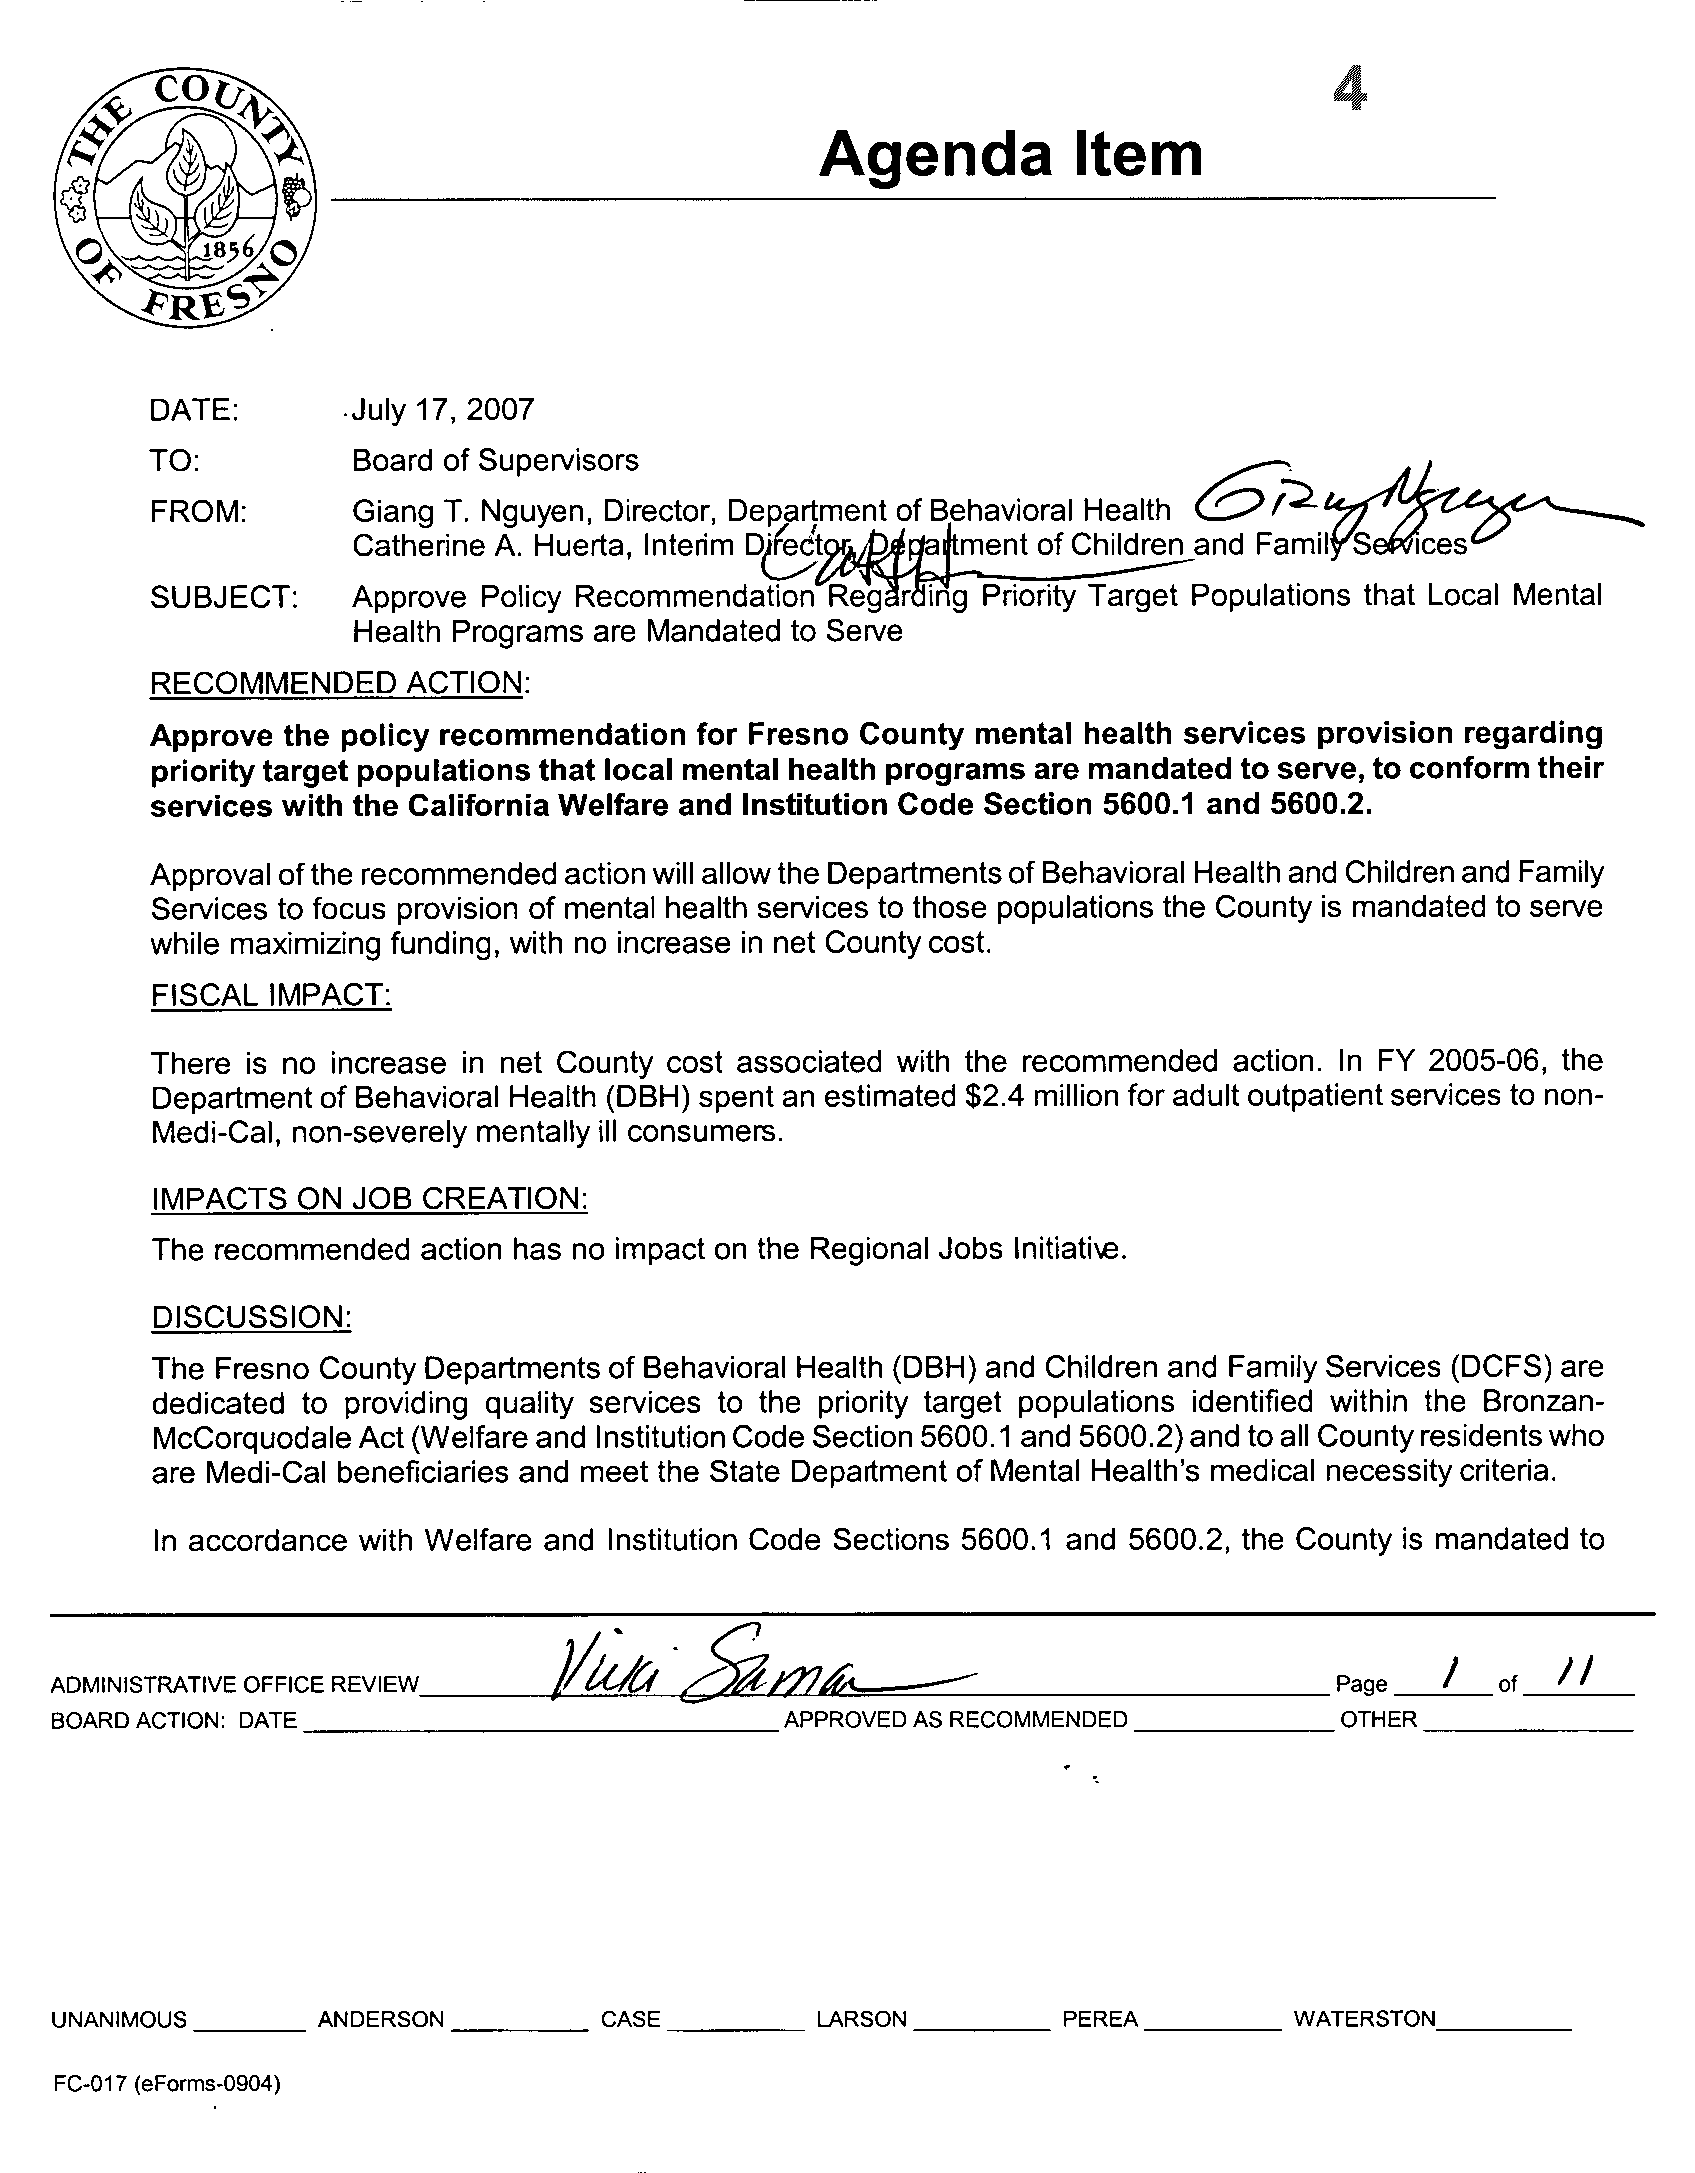 THE COUNTY OF FRESNO
1856
4
Agenda Item
DATE: July 17, 2007
TO: Board of Supervisors
FROM: Giang T. Nguyen, Director, Department of Behavioral Health
Catherine A. Huerta, Interim Director, Department of Children and Family Services
SUBJECT: Approve Policy Recommendation Regarding Priority Target Populations that Local Mental
Health Programs are Mandated to Serve
RECOMMENDED ACTION:
Approve the policy recommendation for Fresno County mental health services provision regarding
priority target populations that local mental health programs are mandated to serve, to conform their
services with the California Welfare and Institution Code Section 5600.1 and 5600.2.
Approval of the recommended action will allow the Departments of Behavioral Health and Children and Family
Services to focus provision of mental health services to those populations the County is mandated to serve
while maximizing funding, with no increase in net County cost.
FISCAL IMPACT:
There is no increase in net County cost associated with the recommended action. In FY 2005-06, the
Department of Behavioral Health (DBH) spent an estimated $2.4 million for adult outpatient services to non-
Medi-Cal, non-severely mentally ill consumers.
IMPACTS ON JOB CREATION:
The recommended action has no impact on the Regional Jobs Initiative.
DISCUSSION:
The Fresno County Departments of Behavioral Health (DBH) and Children and Family Services (DCFS) are
dedicated to providing quality services to the priority target populations identified within the Bronzan-
McCorquodale Act (Welfare and Institution Code Section 5600.1 and 5600.2) and to all County residents who
are Medi-Cal beneficiaries and meet the State Department of Mental Health's medical necessity criteria.
In accordance with Welfare and Institution Code Sections 5600.1 and 5600.2, the County is mandated to
ADMINISTRATIVE OFFICE REVIEW Page 1 of 11
BOARD ACTION: DATE APPROVED AS RECOMMENDED OTHER
UNANIMOUS ANDERSON CASE LARSON PEREA WATERSTON
FC-017 (eForms-0904)